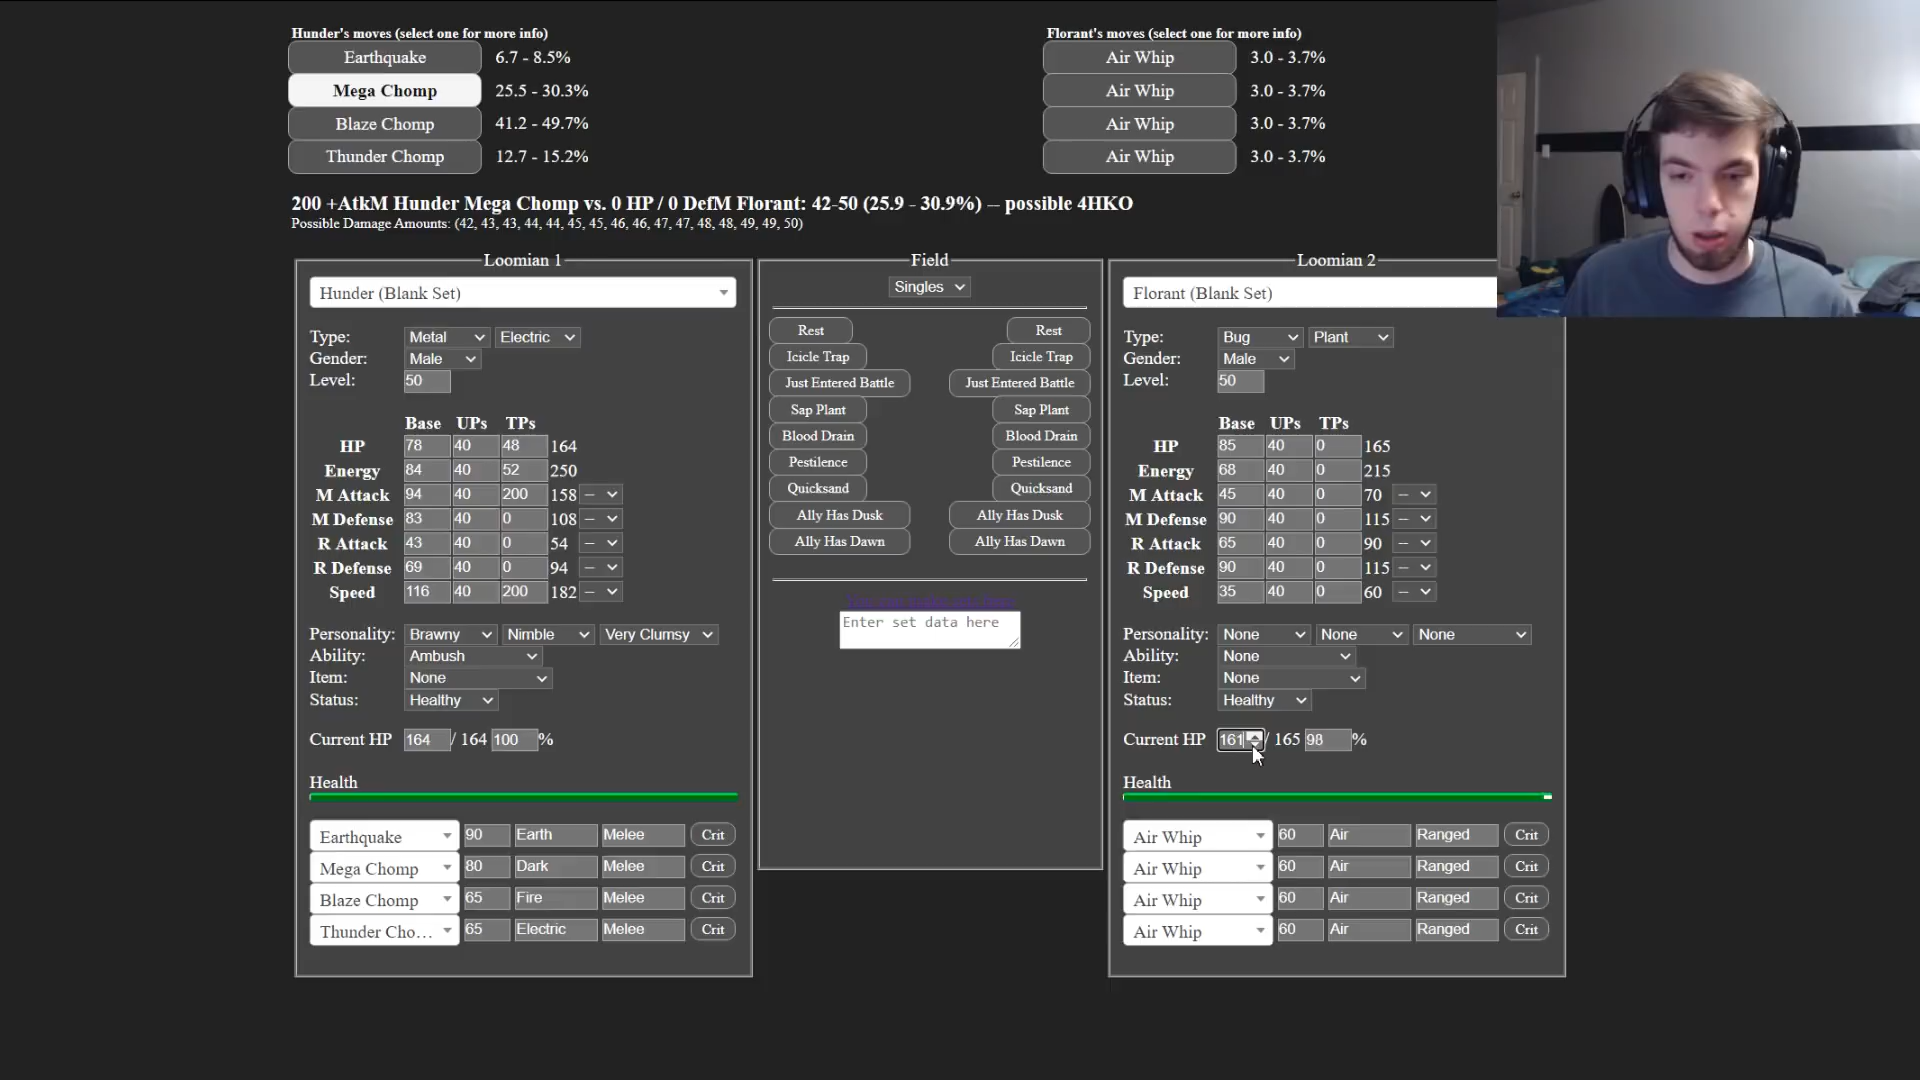 Hunder's moves (select one for more info)
Earthquake 6.7 - 8.5%
Mega Chomp 25.5 - 30.3%
Blaze Chomp 41.2 - 49.7%
Thunder Chomp 12.7 - 15.2%
Florant's moves (select one for more info)
Air Whip 3.0 - 3.7%
Air Whip 3.0 - 3.7%
Air Whip 3.0 - 3.7%
Air Whip 3.0 - 3.7%
200 +AtkM Hunder Mega Chomp vs. 0 HP / 0 DefM Florant: 42-50 (25.9 - 30.9%) -- possible 4HKO
Possible Damage Amounts: (42, 43, 43, 44, 44, 45, 45, 46, 46, 47, 47, 48, 48, 49, 49, 50)
Loomian 1
Hunder (Blank Set)
Type: Metal Electric
Gender: Male
Level: 50
Base UPs TPs
HP 78 40 48 164
Energy 84 40 52 250
M Attack 94 40 200 158 --
M Defense 83 40 0 108 --
R Attack 43 40 0 54 --
R Defense 69 40 0 94 --
Speed 116 40 200 182 --
Personality: Brawny Nimble Very Clumsy
Ability: Ambush
Item: None
Status: Healthy
Current HP 164 / 164 100 %
Health
Earthquake 90 Earth Melee Crit
Mega Chomp 80 Dark Melee Crit
Blaze Chomp 65 Fire Melee Crit
Thunder Cho... 65 Electric Melee Crit
Field
Singles
Rest Rest
Icicle Trap Icicle Trap
Just Entered Battle Just Entered Battle
Sap Plant Sap Plant
Blood Drain Blood Drain
Pestilence Pestilence
Quicksand Quicksand
Ally Has Dusk Ally Has Dusk
Ally Has Dawn Ally Has Dawn
Enter set data here
Loomian 2
Florant (Blank Set)
Type: Bug Plant
Gender: Male
Level: 50
Base UPs TPs
HP 85 40 0 165
Energy 68 40 0 215
M Attack 45 40 0 70 --
M Defense 90 40 0 115 --
R Attack 65 40 0 90 --
R Defense 90 40 0 115 --
Speed 35 40 0 60 --
Personality: None None None
Ability: None
Item: None
Status: Healthy
Current HP 161 / 165 98 %
Health
Air Whip 60 Air Ranged Crit
Air Whip 60 Air Ranged Crit
Air Whip 60 Air Ranged Crit
Air Whip 60 Air Ranged Crit